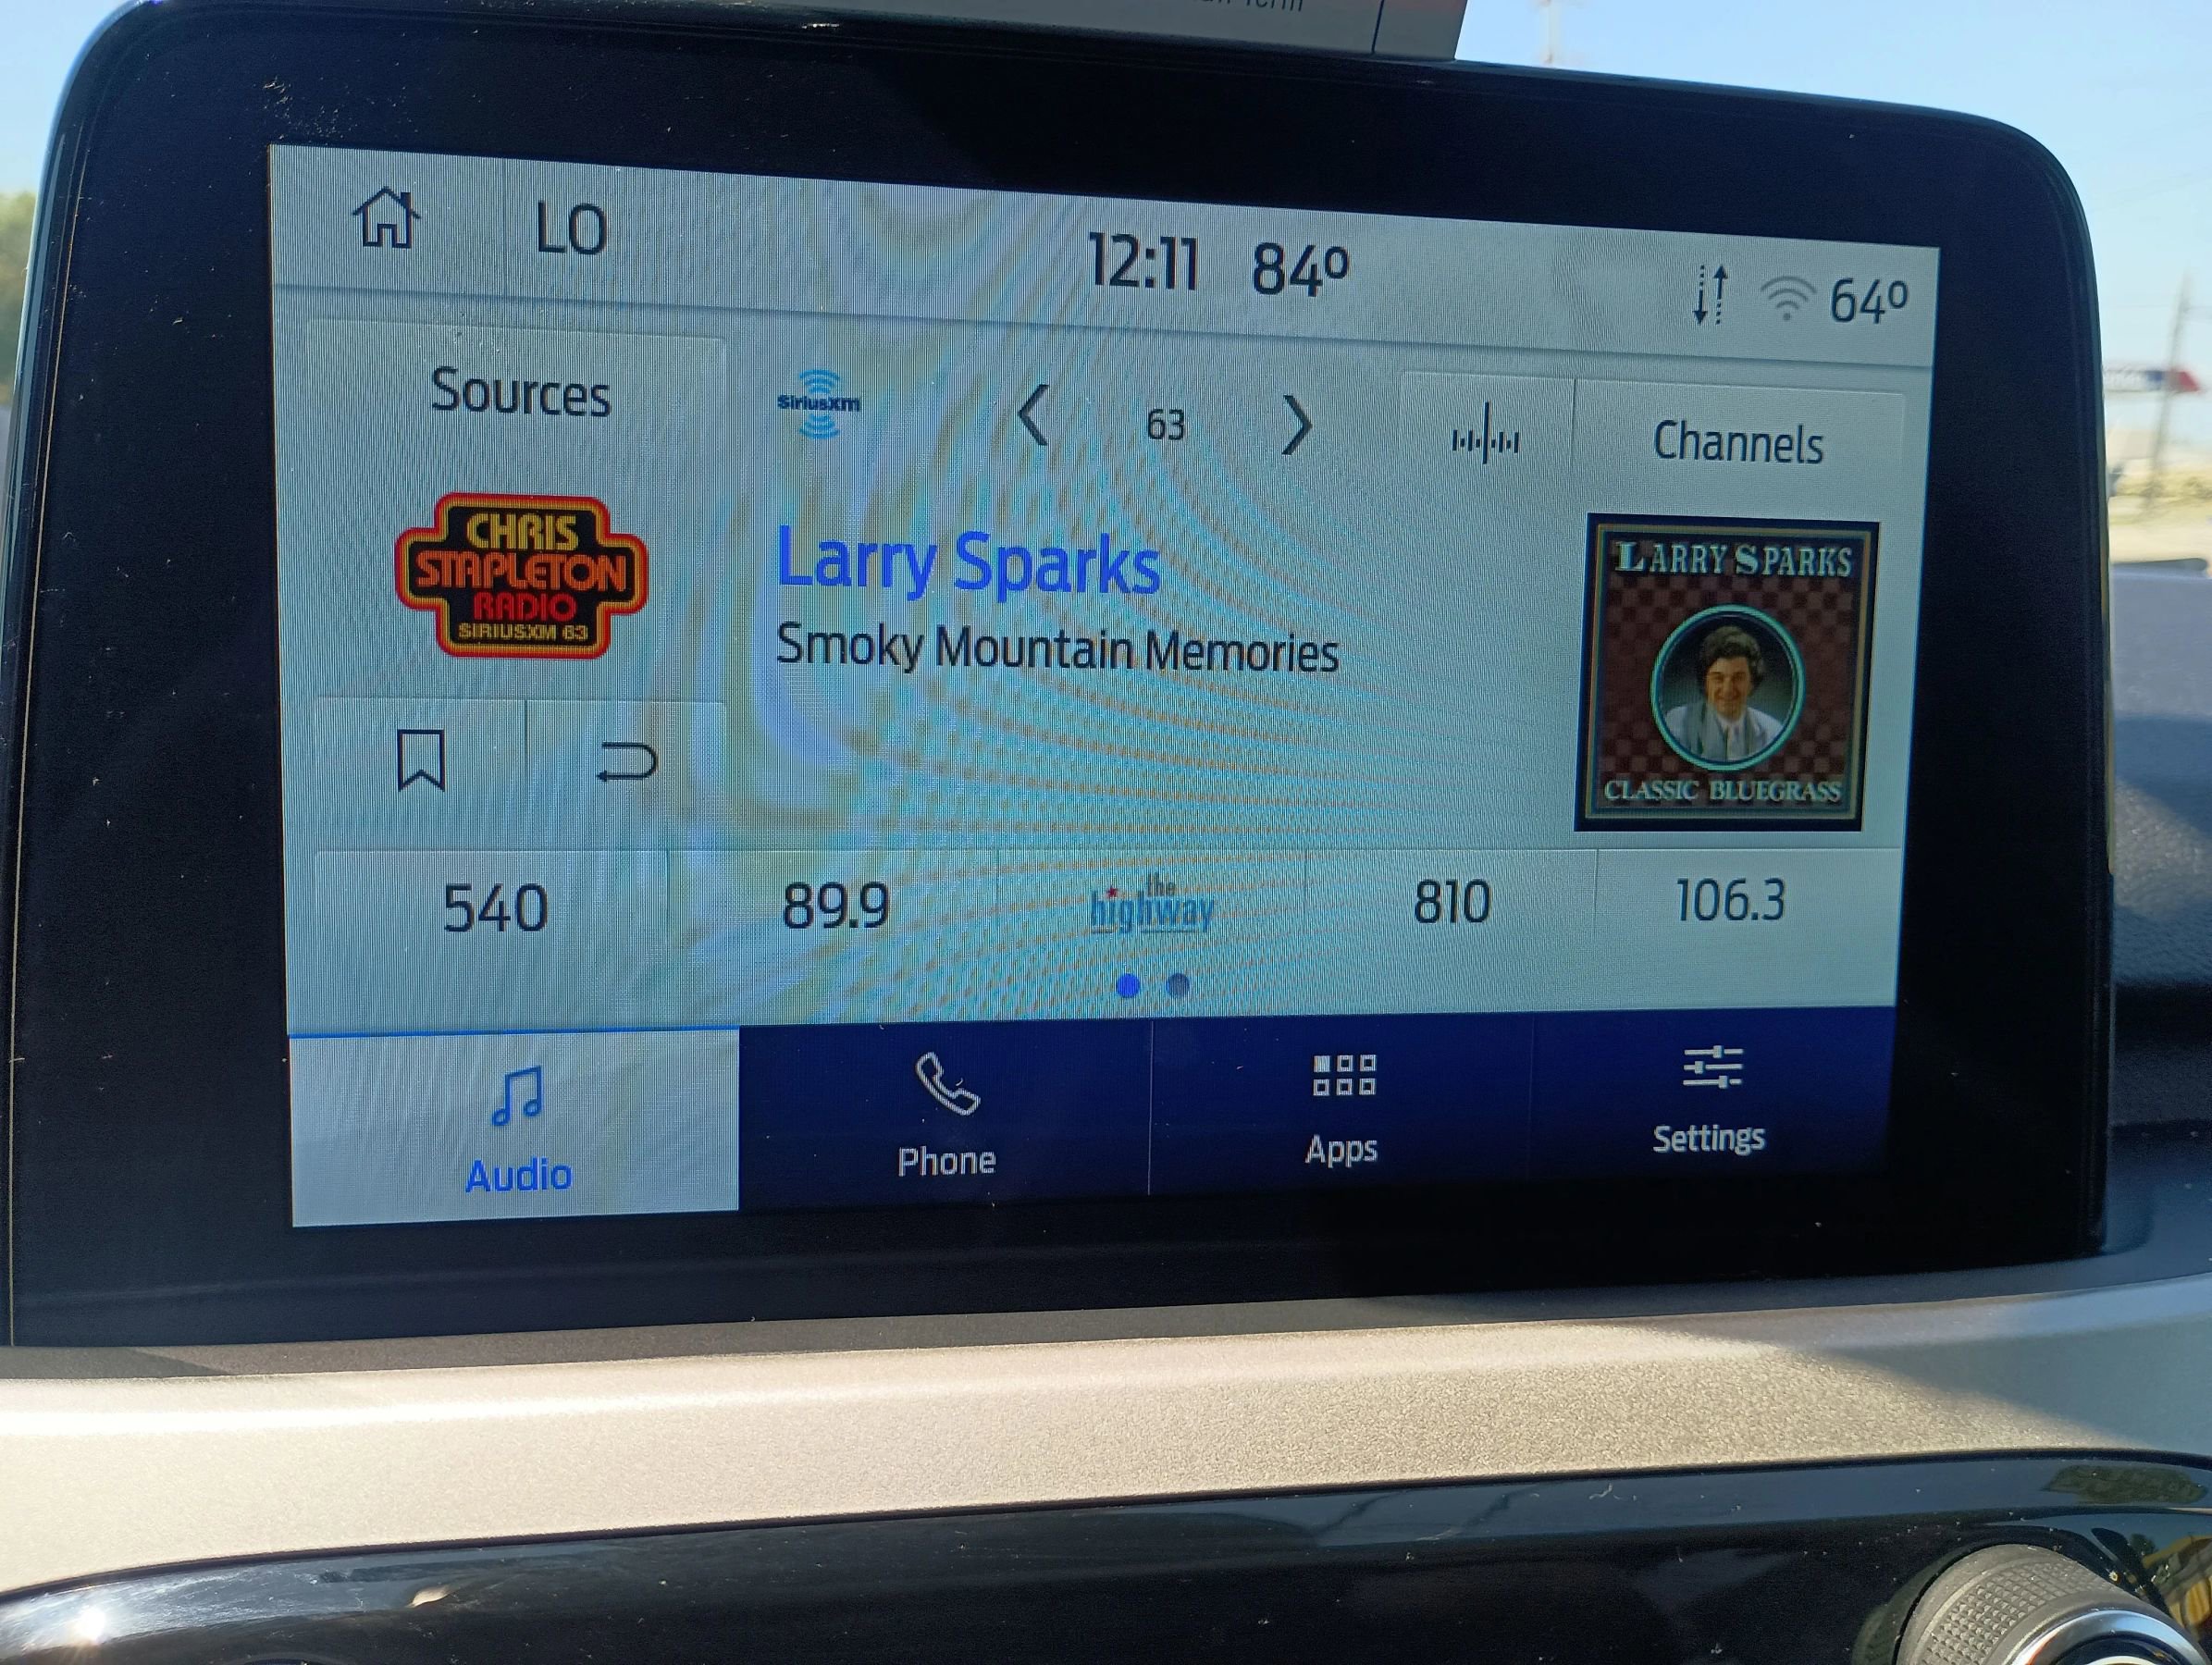 LO
12:11 84º
64º
Sources
SiriusXm
63
Channels
CHRIS
STAPLETON
RADIO
SIRIUSXM 63
Larry Sparks
Smoky Mountain Memories
LARRY SPARKS
CLASSIC BLUEGRASS
540
89.9
the
highway
810
106.3
Audio
Phone
Apps
Settings